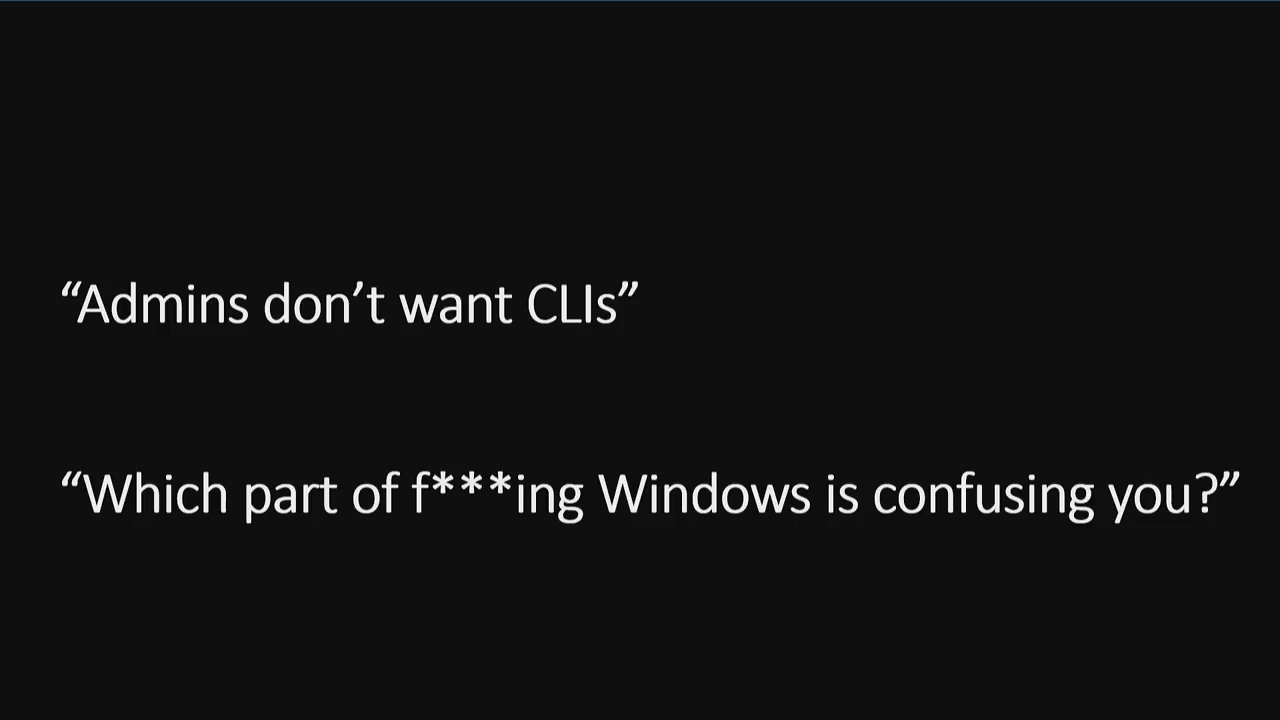 “Admins don’t want CLIs”
“Which part of f***ing Windows is confusing you?”